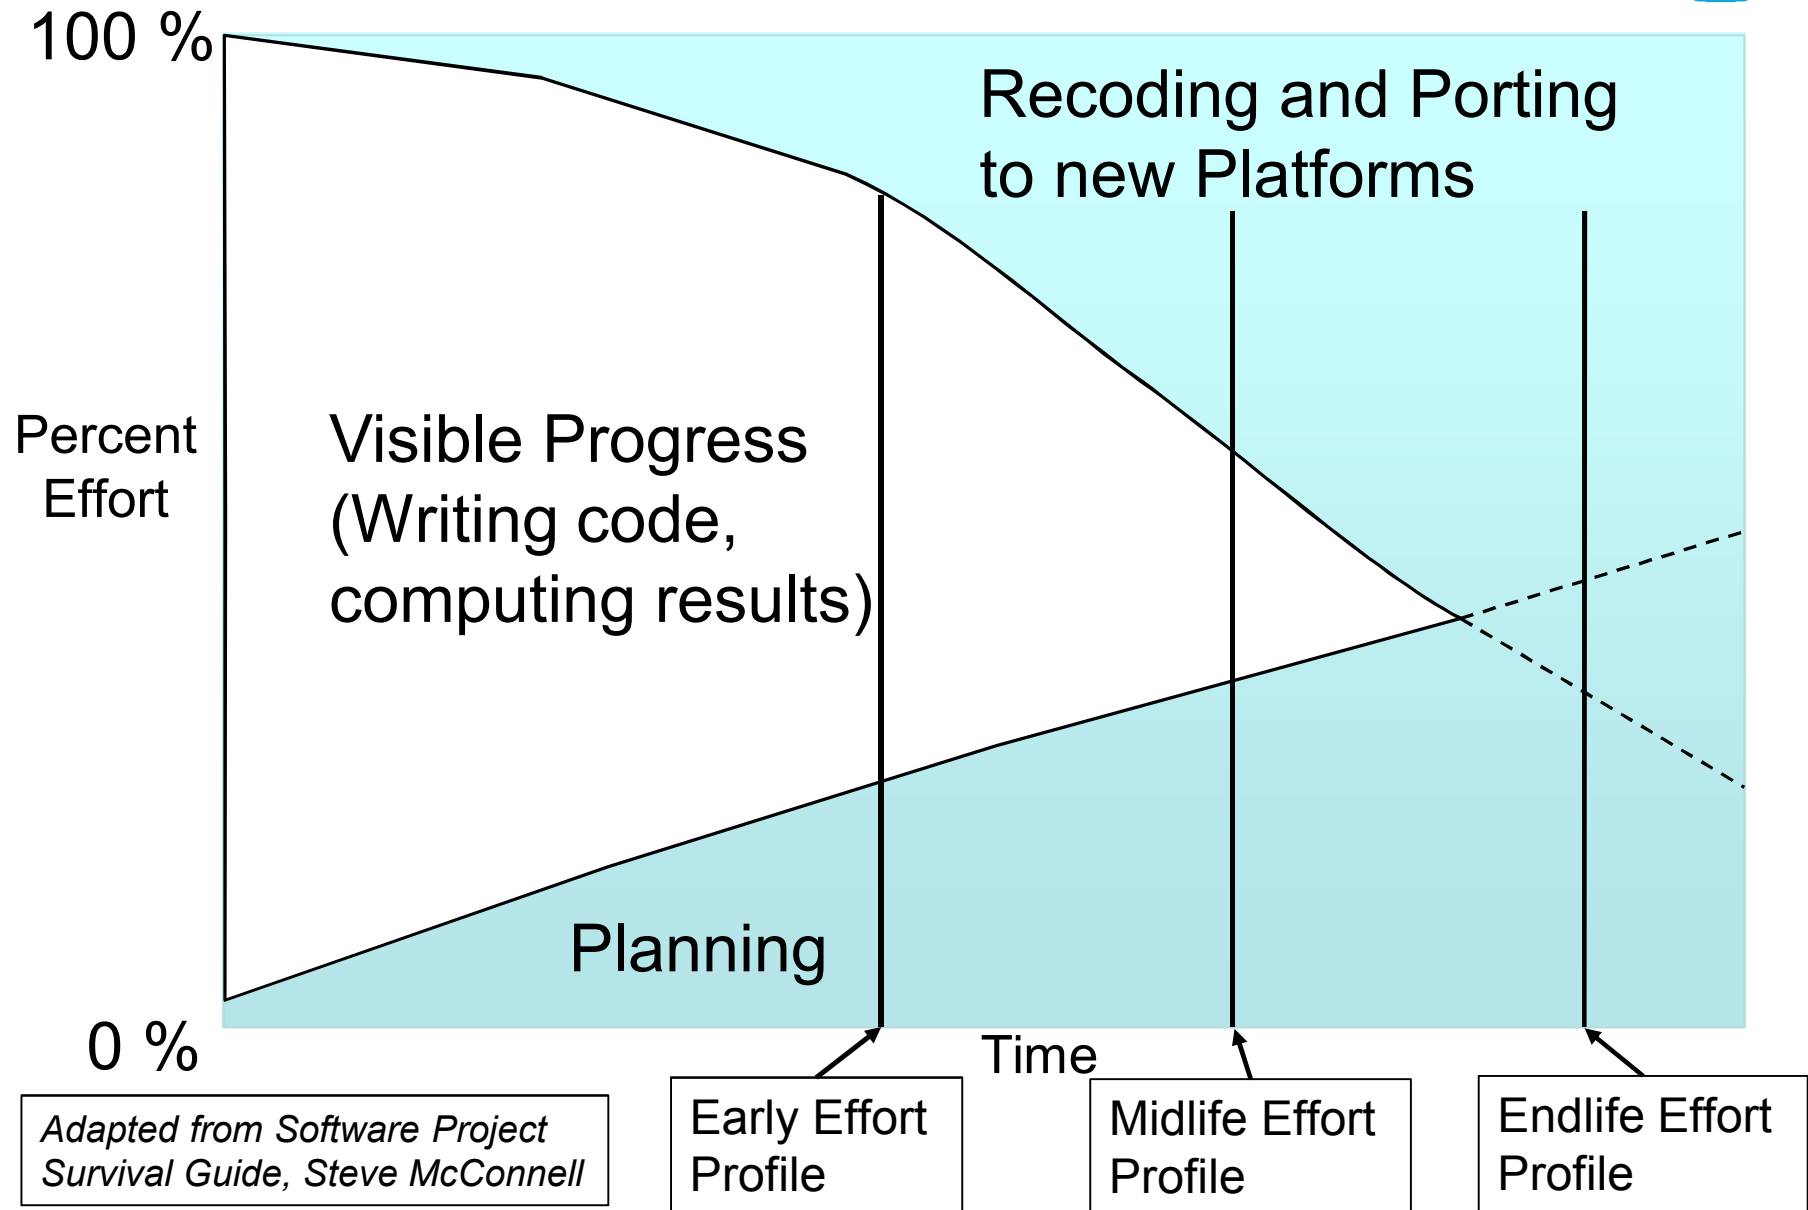 100 %
Recoding and Porting
to new Platforms
Percent
Effort
Visible Progress
(Writing code,
computing results)
Planning
0 %
Time
Adapted from Software Project
Survival Guide, Steve McConnell
Early Effort
Profile
Midlife Effort
Profile
Endlife Effort
Profile